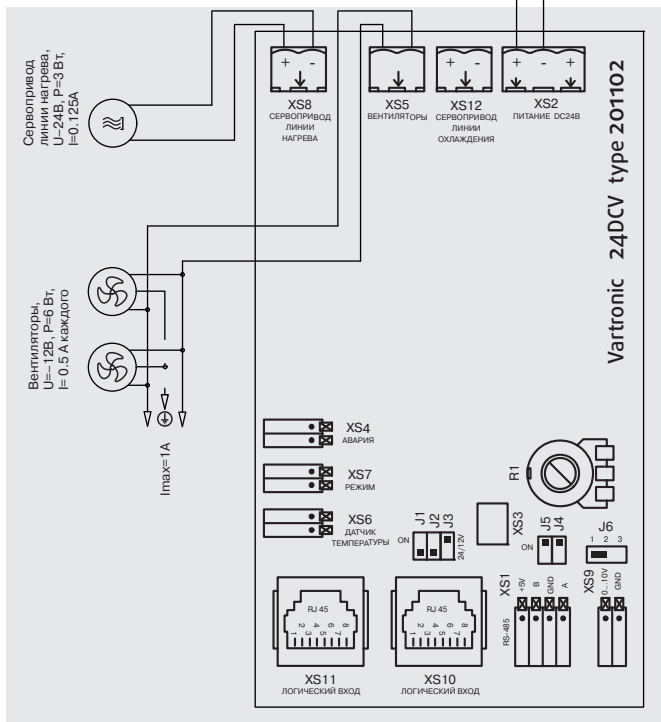 Сервопривод
линии нагрева,
U–24В, P=3 Вт,
I=0.125А
+ -
XS8
СЕРВОПРИВОД
ЛИНИИ
НАГРЕВА
XS5
ВЕНТИЛЯТОРЫ
+ -
XS12
СЕРВОПРИВОД
ЛИНИИ
ОХЛАЖДЕНИЯ
+ - +
XS2
ПИТАНИЕ DC24В
Vartronic 24DCV type 201102
Вентиляторы,
U=–12В, P=6 Вт,
I= 0.5 А каждого
Imax=1А
XS4
АВАРИЯ
XS7
РЕЖИМ
XS6
ДАТЧИК
ТЕМПЕРАТУРЫ
R1
ON
J1
J2
J3
24/12V
XS3
ON
J5
J4
J6
1 2 3
XS1
+5V
B
GND
A
RS-485
XS9
0...10V
GND
RJ 45
2 4 6 8
1 3 5 7
XS11
ЛОГИЧЕСКИЙ ВХОД
RJ 45
2 4 6 8
1 3 5 7
XS10
ЛОГИЧЕСКИЙ ВХОД